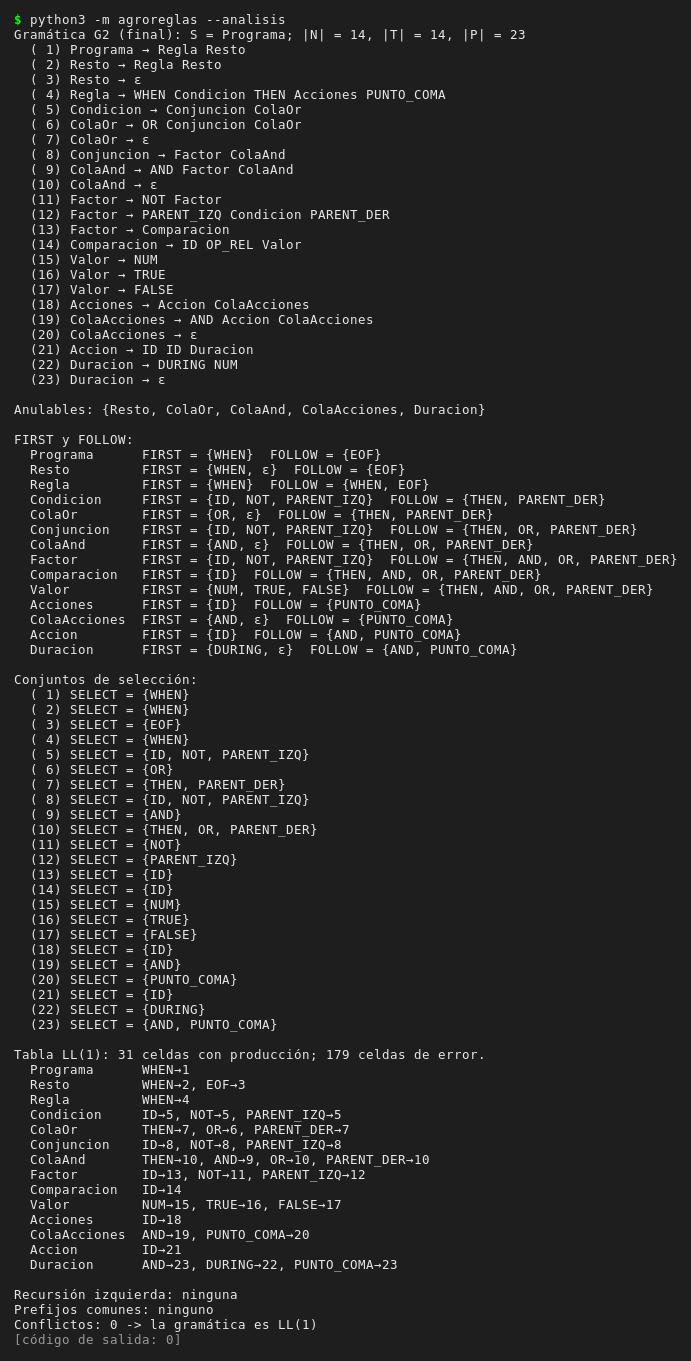 $ python3 -m agroreglas --analisis
Gramática G2 (final): S = Programa; |N| = 14, |T| = 14, |P| = 23
( 1) Programa → Regla Resto
( 2) Resto → Regla Resto
( 3) Resto → ε
( 4) Regla → WHEN Condicion THEN Acciones PUNTO_COMA
( 5) Condicion → Conjuncion ColaOr
( 6) ColaOr → OR Conjuncion ColaOr
( 7) ColaOr → ε
( 8) Conjuncion → Factor ColaAnd
( 9) ColaAnd → AND Factor ColaAnd
(10) ColaAnd → ε
(11) Factor → NOT Factor
(12) Factor → PARENT_IZQ Condicion PARENT_DER
(13) Factor → Comparacion
(14) Comparacion → ID OP_REL Valor
(15) Valor → NUM
(16) Valor → TRUE
(17) Valor → FALSE
(18) Acciones → Accion ColaAcciones
(19) ColaAcciones → AND Accion ColaAcciones
(20) ColaAcciones → ε
(21) Accion → ID ID Duracion
(22) Duracion → DURING NUM
(23) Duracion → ε
Anulables: {Resto, ColaOr, ColaAnd, ColaAcciones, Duracion}
FIRST y FOLLOW:
Programa FIRST = {WHEN} FOLLOW = {EOF}
Resto FIRST = {WHEN, ε} FOLLOW = {EOF}
Regla FIRST = {WHEN} FOLLOW = {WHEN, EOF}
Condicion FIRST = {ID, NOT, PARENT_IZQ} FOLLOW = {THEN, PARENT_DER}
ColaOr FIRST = {OR, ε} FOLLOW = {THEN, PARENT_DER}
Conjuncion FIRST = {ID, NOT, PARENT_IZQ} FOLLOW = {THEN, OR, PARENT_DER}
ColaAnd FIRST = {AND, ε} FOLLOW = {THEN, OR, PARENT_DER}
Factor FIRST = {ID, NOT, PARENT_IZQ} FOLLOW = {THEN, AND, OR, PARENT_DER}
Comparacion FIRST = {ID} FOLLOW = {THEN, AND, OR, PARENT_DER}
Valor FIRST = {NUM, TRUE, FALSE} FOLLOW = {THEN, AND, OR, PARENT_DER}
Acciones FIRST = {ID} FOLLOW = {PUNTO_COMA}
ColaAcciones FIRST = {AND, ε} FOLLOW = {PUNTO_COMA}
Accion FIRST = {ID} FOLLOW = {AND, PUNTO_COMA}
Duracion FIRST = {DURING, ε} FOLLOW = {AND, PUNTO_COMA}
Conjuntos de selección:
( 1) SELECT = {WHEN}
( 2) SELECT = {WHEN}
( 3) SELECT = {EOF}
( 4) SELECT = {WHEN}
( 5) SELECT = {ID, NOT, PARENT_IZQ}
( 6) SELECT = {OR}
( 7) SELECT = {THEN, PARENT_DER}
( 8) SELECT = {ID, NOT, PARENT_IZQ}
( 9) SELECT = {AND}
(10) SELECT = {THEN, OR, PARENT_DER}
(11) SELECT = {NOT}
(12) SELECT = {PARENT_IZQ}
(13) SELECT = {ID}
(14) SELECT = {ID}
(15) SELECT = {NUM}
(16) SELECT = {TRUE}
(17) SELECT = {FALSE}
(18) SELECT = {ID}
(19) SELECT = {AND}
(20) SELECT = {PUNTO_COMA}
(21) SELECT = {ID}
(22) SELECT = {DURING}
(23) SELECT = {AND, PUNTO_COMA}
Tabla LL(1): 31 celdas con producción; 179 celdas de error.
Programa WHEN→1
Resto WHEN→2, EOF→3
Regla WHEN→4
Condicion ID→5, NOT→5, PARENT_IZQ→5
ColaOr THEN→7, OR→6, PARENT_DER→7
Conjuncion ID→8, NOT→8, PARENT_IZQ→8
ColaAnd THEN→10, AND→9, OR→10, PARENT_DER→10
Factor ID→13, NOT→11, PARENT_IZQ→12
Comparacion ID→14
Valor NUM→15, TRUE→16, FALSE→17
Acciones ID→18
ColaAcciones AND→19, PUNTO_COMA→20
Accion ID→21
Duracion AND→23, DURING→22, PUNTO_COMA→23
Recursión izquierda: ninguna
Prefijos comunes: ninguno
Conflictos: 0 -> la gramática es LL(1)
[código de salida: 0]